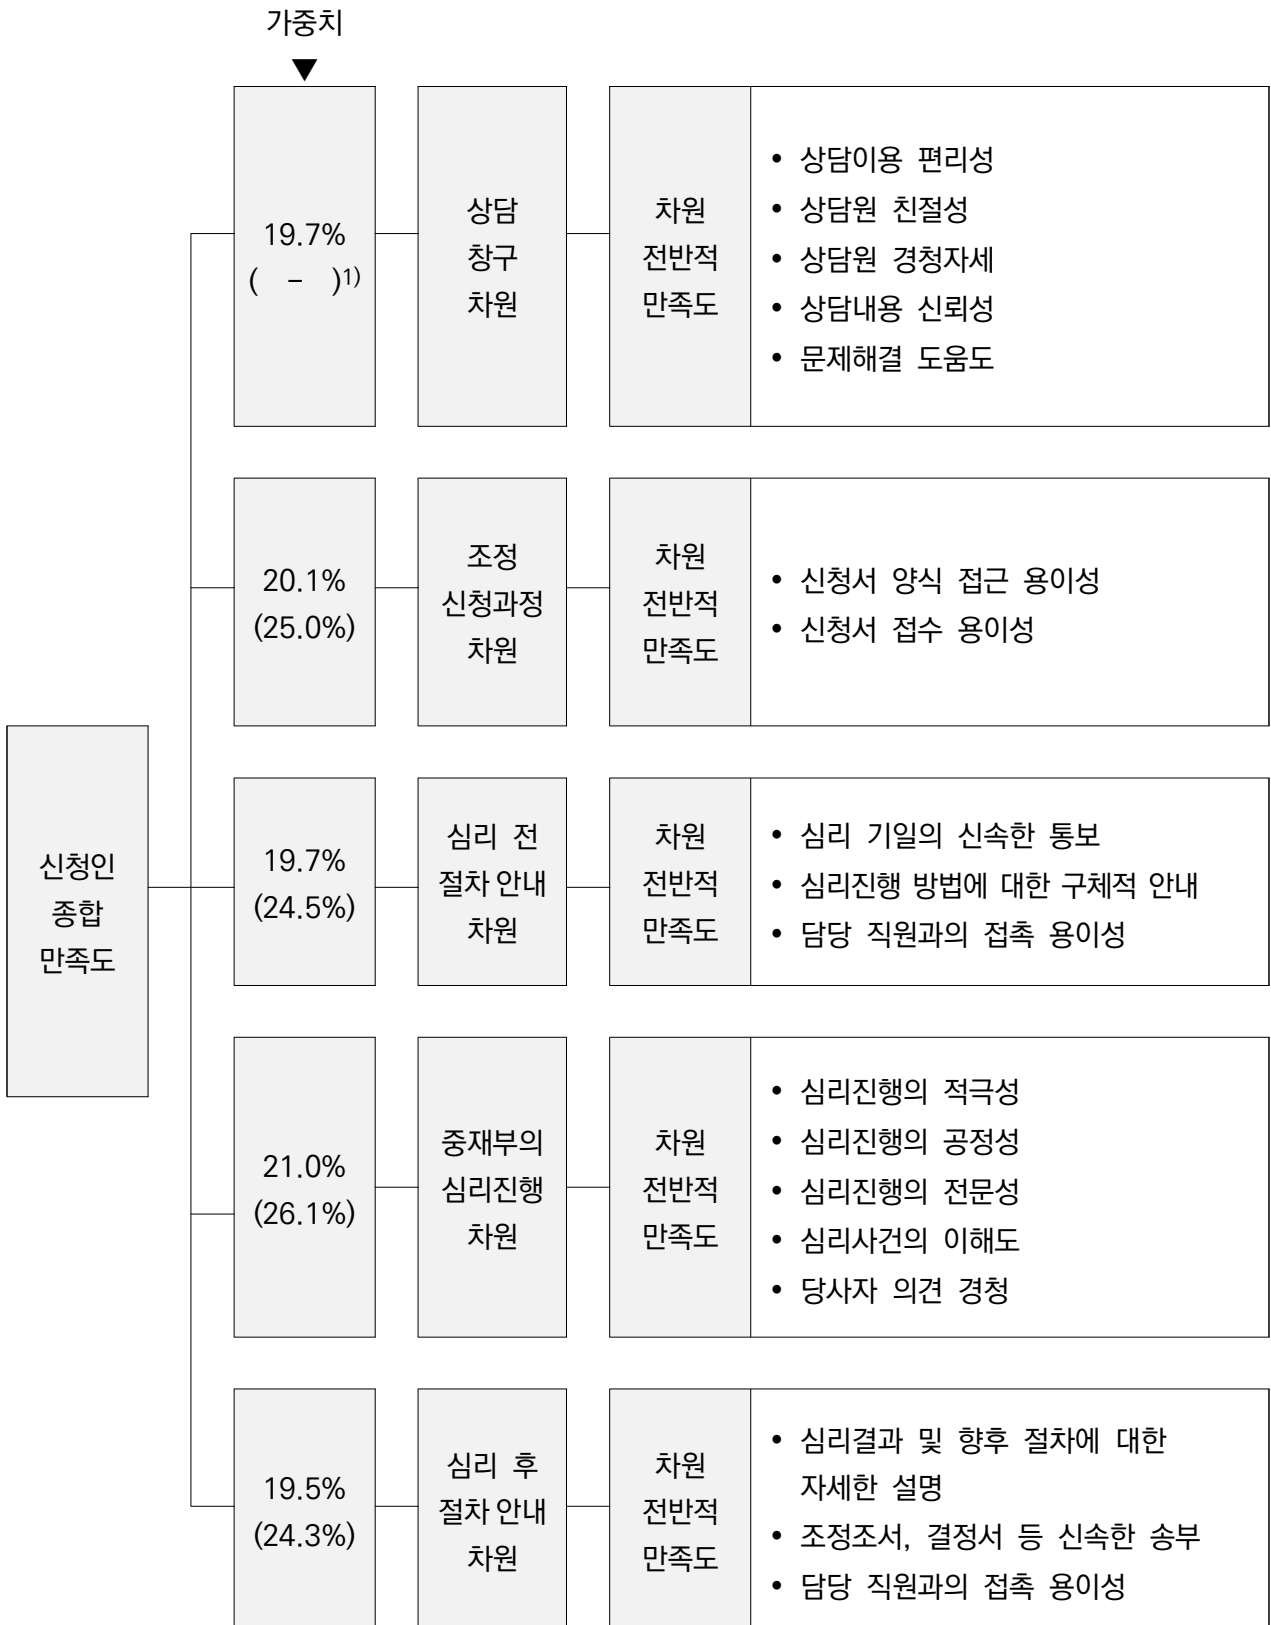 가중치
▼
19.7%
( - )1)
상담
창구
차원
차원
전반적
만족도
• 상담이용 편리성
• 상담원 친절성
• 상담원 경청자세
• 상담내용 신뢰성
• 문제해결 도움도
20.1%
(25.0%)
조정
신청과정
차원
차원
전반적
만족도
• 신청서 양식 접근 용이성
• 신청서 접수 용이성
신청인
종합
만족도
19.7%
(24.5%)
심리 전
절차 안내
차원
차원
전반적
만족도
• 심리 기일의 신속한 통보
• 심리진행 방법에 대한 구체적 안내
• 담당 직원과의 접촉 용이성
21.0%
(26.1%)
중재부의
심리진행
차원
차원
전반적
만족도
• 심리진행의 적극성
• 심리진행의 공정성
• 심리진행의 전문성
• 심리사건의 이해도
• 당사자 의견 경청
19.5%
(24.3%)
심리 후
절차 안내
차원
차원
전반적
만족도
• 심리결과 및 향후 절차에 대한
자세한 설명
• 조정조서, 결정서 등 신속한 송부
• 담당 직원과의 접촉 용이성